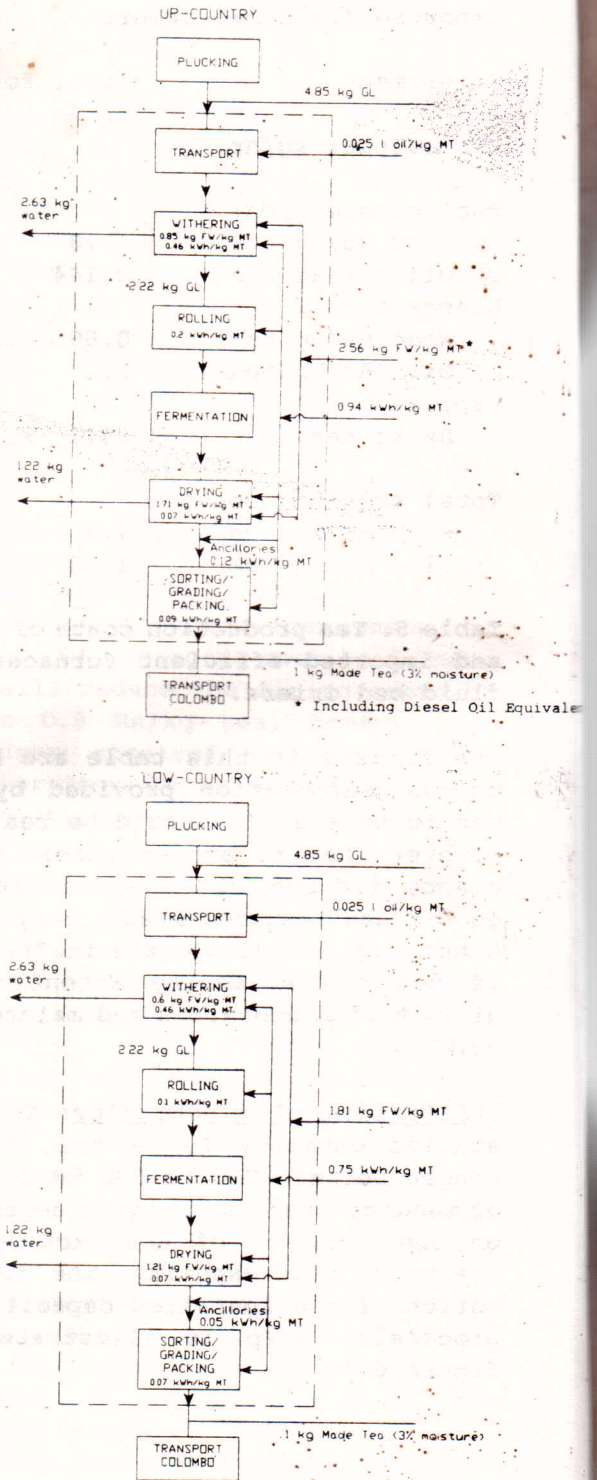 UP-COUNTRY
PLUCKING
4.85 kg GL
TRANSPORT
0.025 l oil/kg MT
2.63 kg
water
WITHERING
0.85 kg FW/kg MT
0.46 kWh/kg MT
2.22 kg GL
ROLLING
0.2 kWh/kg MT
2.56 kg FW/kg MT *
FERMENTATION
0.94 kWh/kg MT
1.22 kg
water
DRYING
1.71 kg FW/kg MT
0.07 kWh/kg MT
Ancillories
0.12 kWh/kg MT
SORTING/
GRADING/
PACKING
0.09 kWh/kg MT
1 kg Made Tea (3% moisture)
TRANSPORT
COLOMBO
* Including Diesel Oil Equivale
LOW-COUNTRY
PLUCKING
4.85 kg GL
TRANSPORT
0.025 l oil/kg MT
2.63 kg
water
WITHERING
0.6 kg FW/kg MT
0.46 kWh/kg MT
2.22 kg GL
ROLLING
0.1 kWh/kg MT
1.81 kg FW/kg MT
FERMENTATION
0.75 kWh/kg MT
1.22 kg
water
DRYING
1.21 kg FW/kg MT
0.07 kWh/kg MT
Ancillories
0.05 kWh/kg MT
SORTING/
GRADING/
PACKING
0.07 kWh/kg MT
1 kg Made Tea (3% moisture)
TRANSPORT
COLOMBO